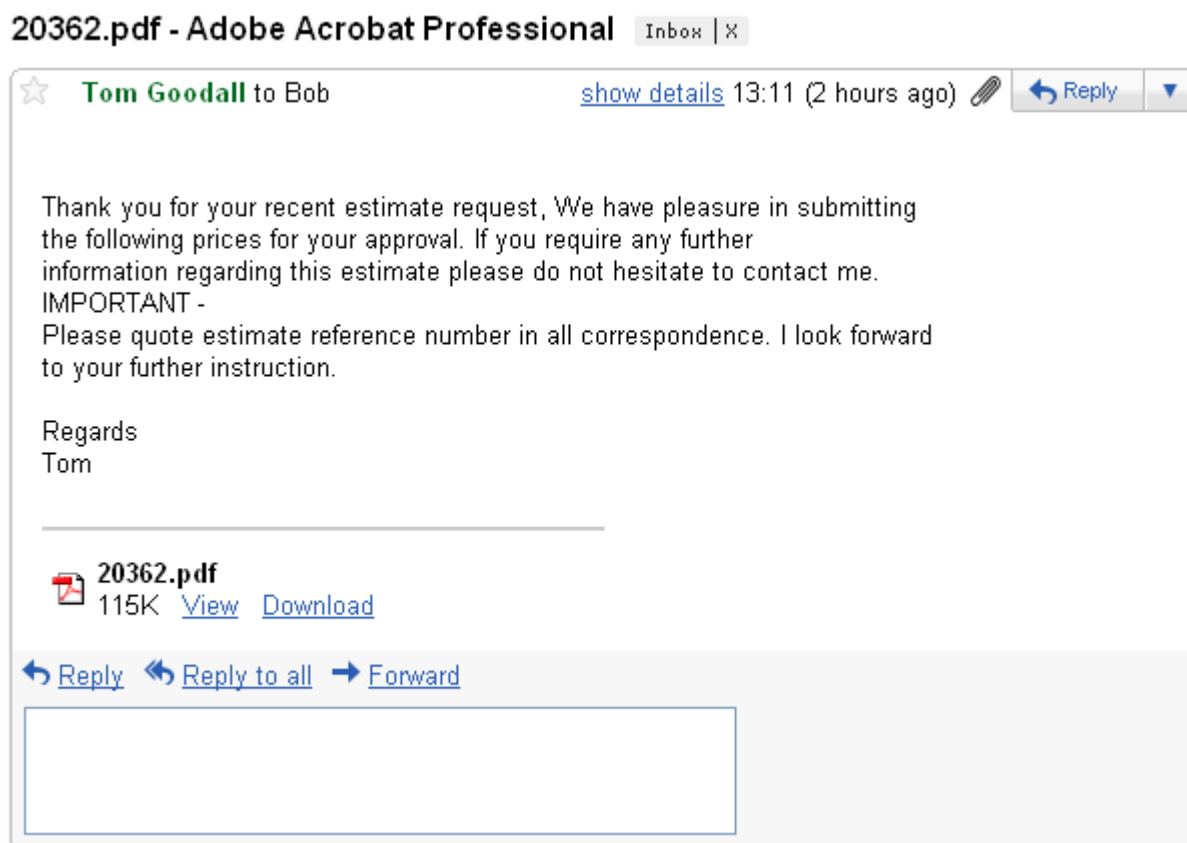 20362.pdf - Adobe Acrobat Professional Inbox | X
Tom Goodall to Bob show details 13:11 (2 hours ago) Reply
Thank you for your recent estimate request, We have pleasure in submitting
the following prices for your approval. If you require any further
information regarding this estimate please do not hesitate to contact me.
IMPORTANT -
Please quote estimate reference number in all correspondence. I look forward
to your further instruction.
Regards
Tom
20362.pdf
115K View Download
Reply Reply to all Forward